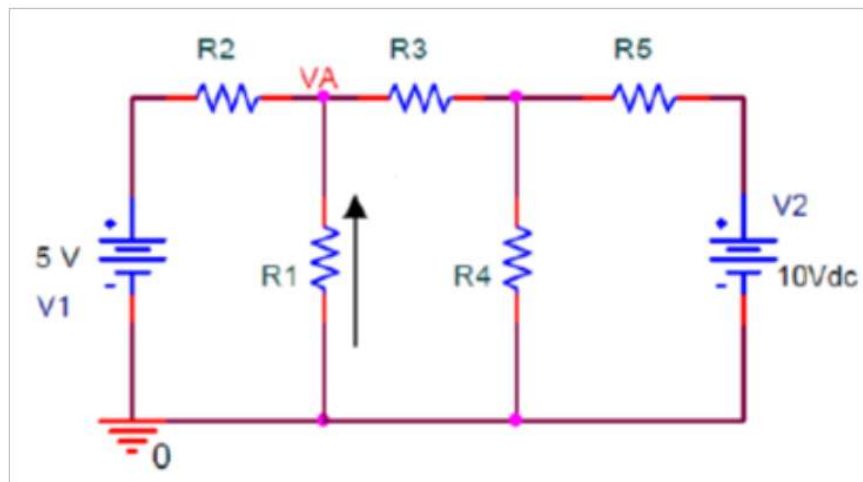 R2
R3
R5
VA
V2
+
+
5 V
R1
R4
10Vdc
-
-
V1
0